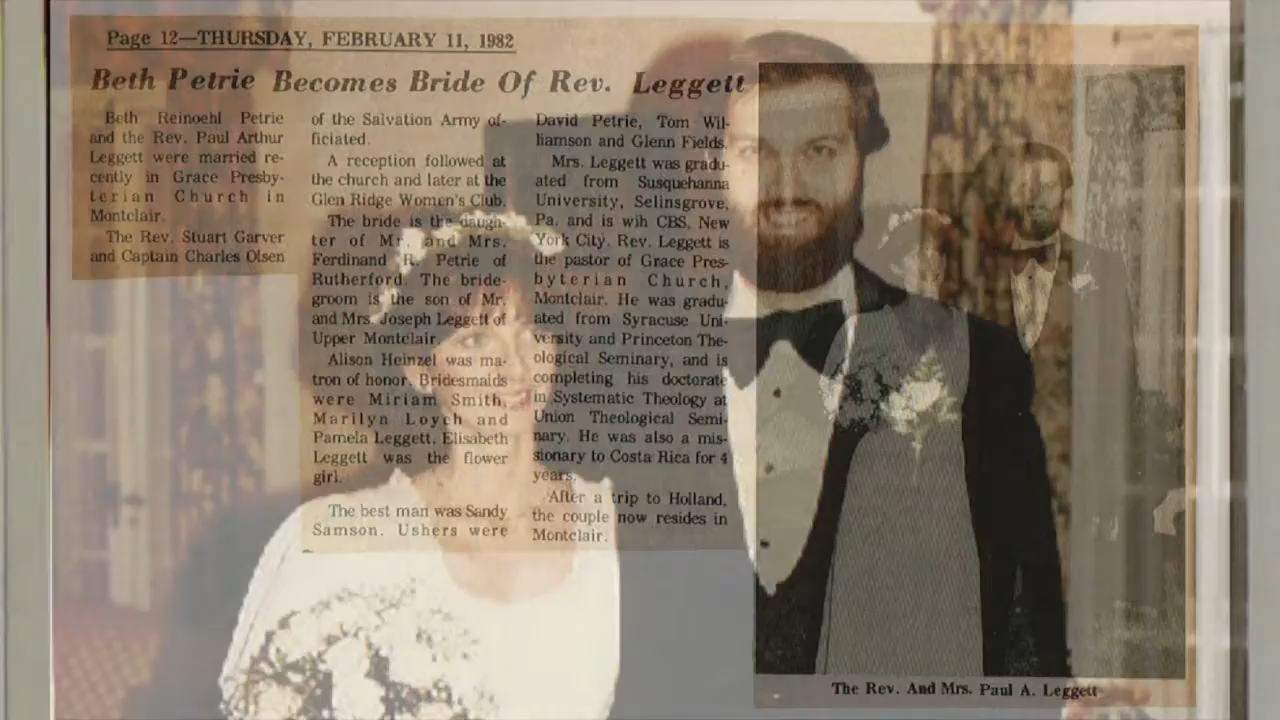 Page 12—THURSDAY, FEBRUARY 11, 1982
Beth Petrie Becomes Bride Of Rev. Leggett
Beth Reinoehl Petrie
and the Rev. Paul Arthur
Leggett were married re-
cently in Grace Presby-
terian Church in
Montclair.
The Rev. Stuart Garver
and Captain Charles Olsen
of the Salvation Army of-
ficiated.
A reception followed at
the church and later at the
Glen Ridge Women's Club.
The bride is the daugh-
ter of Mr. and Mrs.
Ferdinand R. Petrie of
Rutherford. The bride-
groom is the son of Mr.
and Mrs. Joseph Leggett of
Upper Montclair.
Alison Heinzel was ma-
tron of honor. Bridesmaids
were Miriam Smith,
Marilyn Loych and
Pamela Leggett. Elisabeth
Leggett was the flower
girl.
The best man was Sandy
Samson. Ushers were
David Petrie, Tom Wil-
liamson and Glenn Fields.
Mrs. Leggett was gradu-
ated from Susquehanna
University, Selinsgrove,
Pa. and is wih CBS, New
York City. Rev. Leggett is
the pastor of Grace Pres-
byterian Church,
Montclair. He was gradu-
ated from Syracuse Uni-
versity and Princeton The-
ological Seminary, and is
completing his doctorate
in Systematic Theology at
Union Theological Semi-
nary. He was also a mis-
sionary to Costa Rica for 4
years.
After a trip to Holland,
the couple now resides in
Montclair.
The Rev. And Mrs. Paul A. Leggett